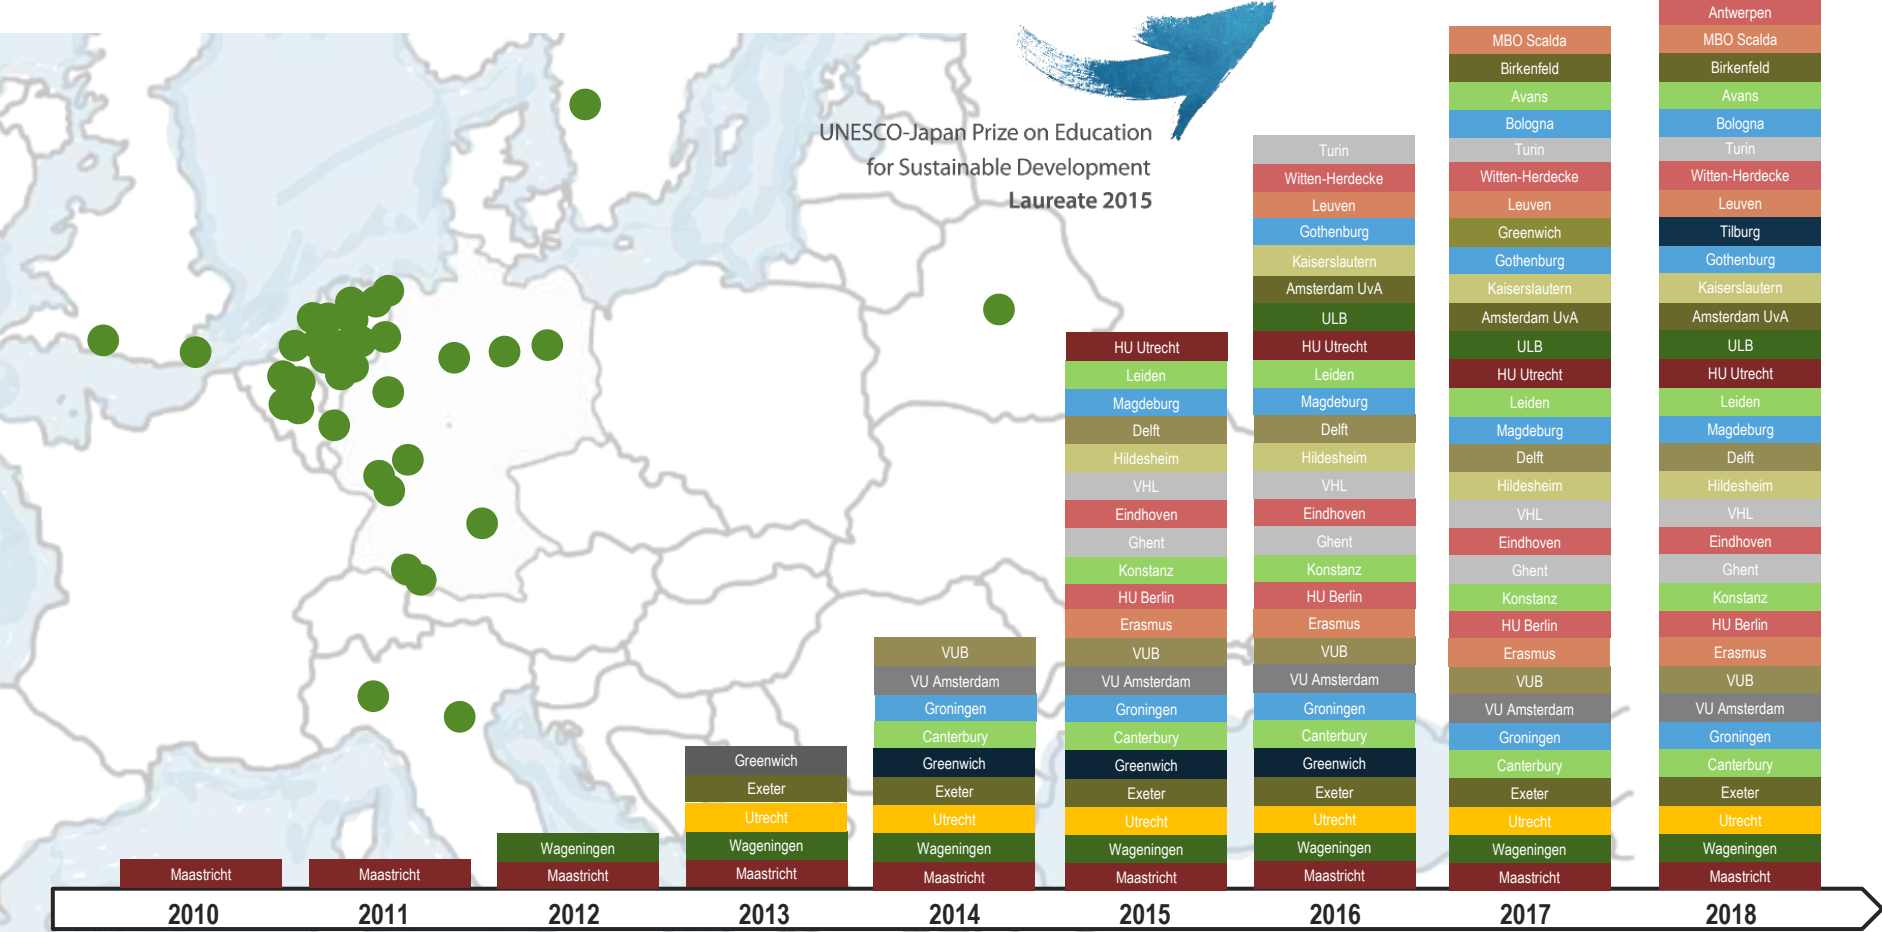 UNESCO-Japan Prize on Education
for Sustainable Development
Laureate 2015
Maastricht
Maastricht
Wageningen
Maastricht
Greenwich
Exeter
Utrecht
Wageningen
Maastricht
VUB
VU Amsterdam
Groningen
Canterbury
Greenwich
Exeter
Utrecht
Wageningen
Maastricht
HU Utrecht
Leiden
Magdeburg
Delft
Hildesheim
VHL
Eindhoven
Ghent
Konstanz
HU Berlin
Erasmus
VUB
VU Amsterdam
Groningen
Canterbury
Greenwich
Exeter
Utrecht
Wageningen
Maastricht
Turin
Witten-Herdecke
Leuven
Gothenburg
Kaiserslautern
Amsterdam UvA
ULB
HU Utrecht
Leiden
Magdeburg
Delft
Hildesheim
VHL
Eindhoven
Ghent
Konstanz
HU Berlin
Erasmus
VUB
VU Amsterdam
Groningen
Canterbury
Greenwich
Exeter
Utrecht
Wageningen
Maastricht
MBO Scalda
Birkenfeld
Avans
Bologna
Turin
Witten-Herdecke
Leuven
Greenwich
Gothenburg
Kaiserslautern
Amsterdam UvA
ULB
HU Utrecht
Leiden
Magdeburg
Delft
Hildesheim
VHL
Eindhoven
Ghent
Konstanz
HU Berlin
Erasmus
VUB
VU Amsterdam
Groningen
Canterbury
Exeter
Utrecht
Wageningen
Maastricht
Antwerpen
MBO Scalda
Birkenfeld
Avans
Bologna
Turin
Witten-Herdecke
Leuven
Tilburg
Gothenburg
Kaiserslautern
Amsterdam UvA
ULB
HU Utrecht
Leiden
Magdeburg
Delft
Hildesheim
VHL
Eindhoven
Ghent
Konstanz
HU Berlin
Erasmus
VUB
VU Amsterdam
Groningen
Canterbury
Exeter
Utrecht
Wageningen
Maastricht
2010 2011 2012 2013 2014 2015 2016 2017 2018